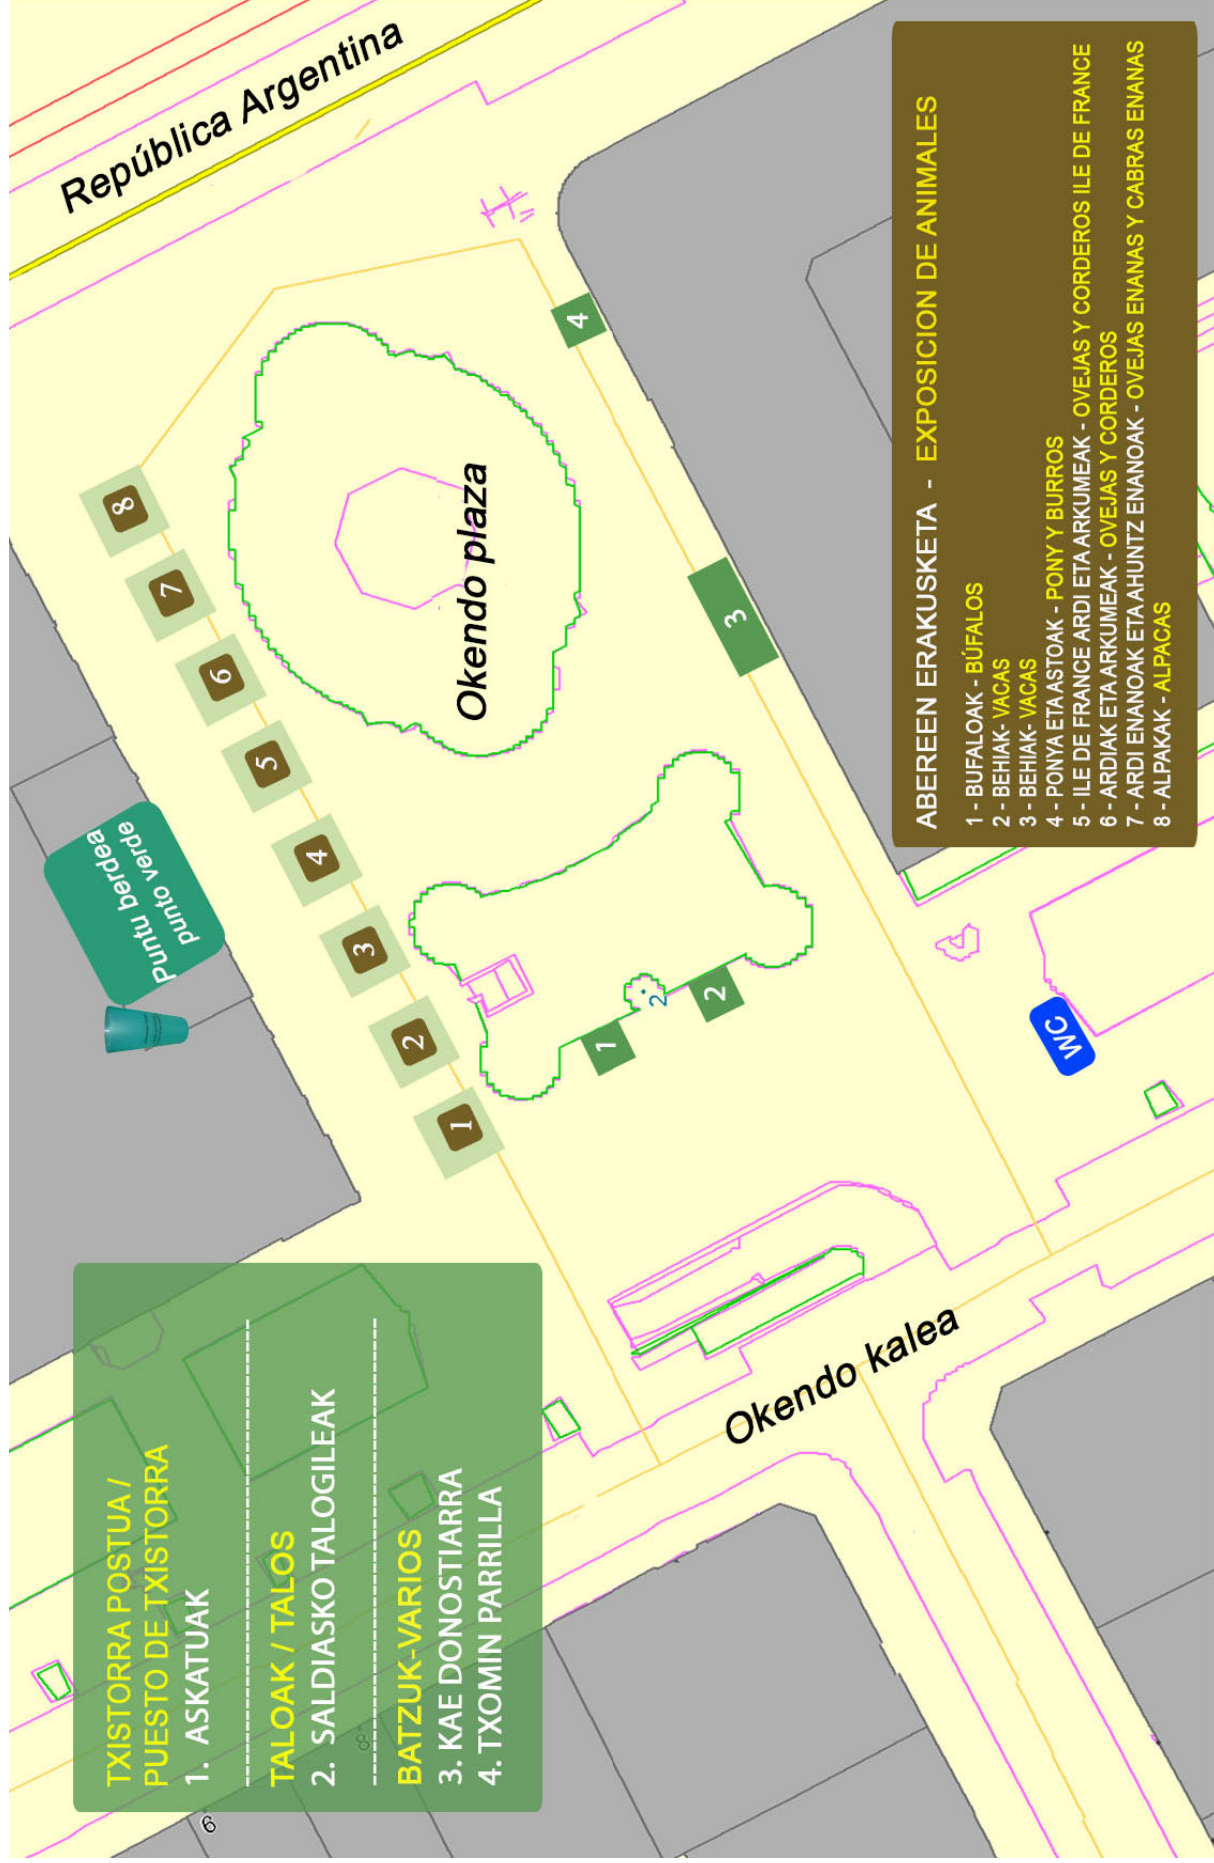 TXISTORRA POSTUA /
PUESTO DE TXISTORRA
1. ASKATUAK
TALOAK / TALOS
2. SALDIASKO TALOGILEAK
BATZUK-VARIOS
3. KAE DONOSTIARRA
4. TXOMIN PARRILLA
Puntu berdea
punto verde
1
2
3
4
5
6
7
8
República Argentina
Okendo plaza
1
2
2
3
4
Okendo kalea
WC
6
8
ABEREEN ERAKUSKETA - EXPOSICION DE ANIMALES
1 - BUFALOAK - BÚFALOS
2 - BEHIAK- VACAS
3 - BEHIAK- VACAS
4 - PONYA ETA ASTOAK - PONY Y BURROS
5 - ILE DE FRANCE ARDI ETA ARKUMEAK - OVEJAS Y CORDEROS ILE DE FRANCE
6 - ARDIAK ETA ARKUMEAK - OVEJAS Y CORDEROS
7 - ARDI ENANOAK ETA AHUNTZ ENANOAK - OVEJAS ENANAS Y CABRAS ENANAS
8 - ALPAKAK - ALPACAS